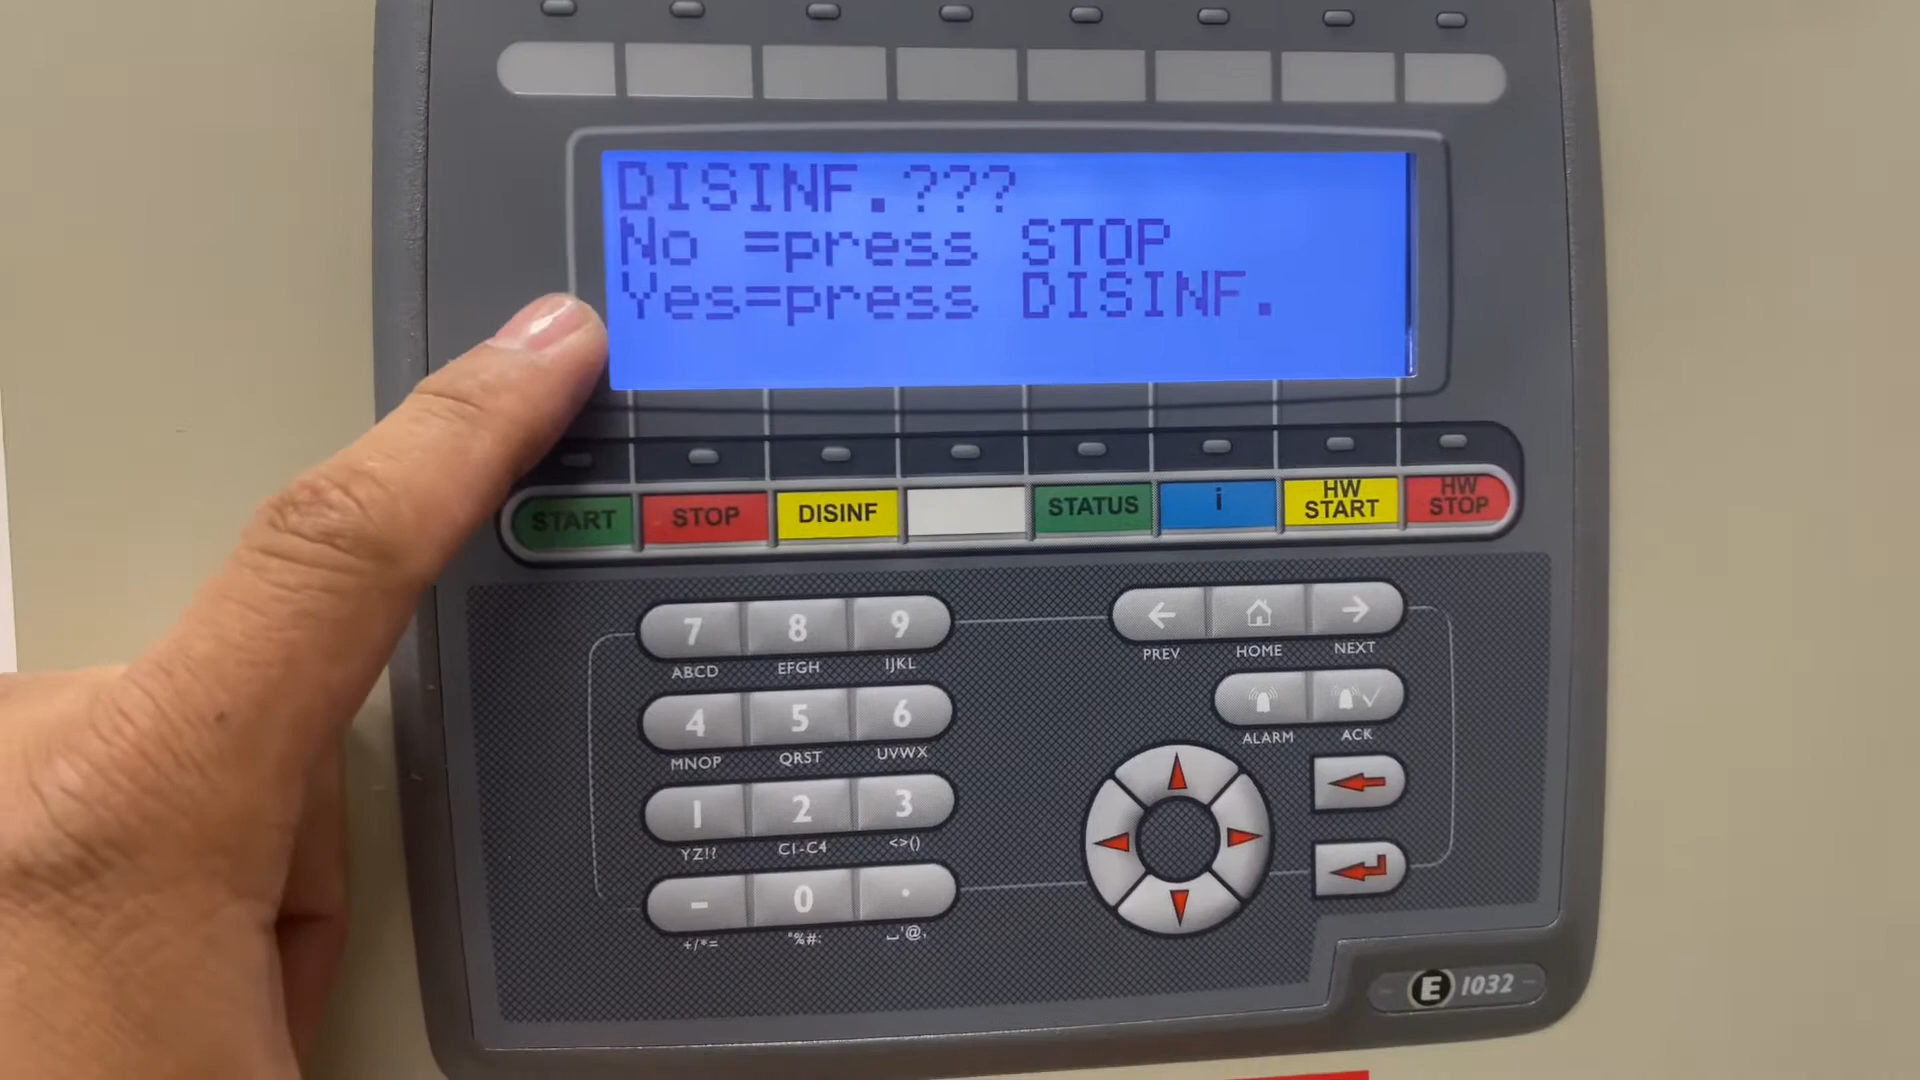 DISINF.???
No =press STOP
Yes=press DISINF.
START
STOP
DISINF
STATUS
i
HW START
HW STOP
7 8 9
ABCD EFGH IJKL
4 5 6
MNOP QRST UVWX
1 2 3
YZ!? C1-C4 <>()
- 0 .
+/*= °%#: ⎵'@,
PREV HOME NEXT
ALARM ACK
E 1032